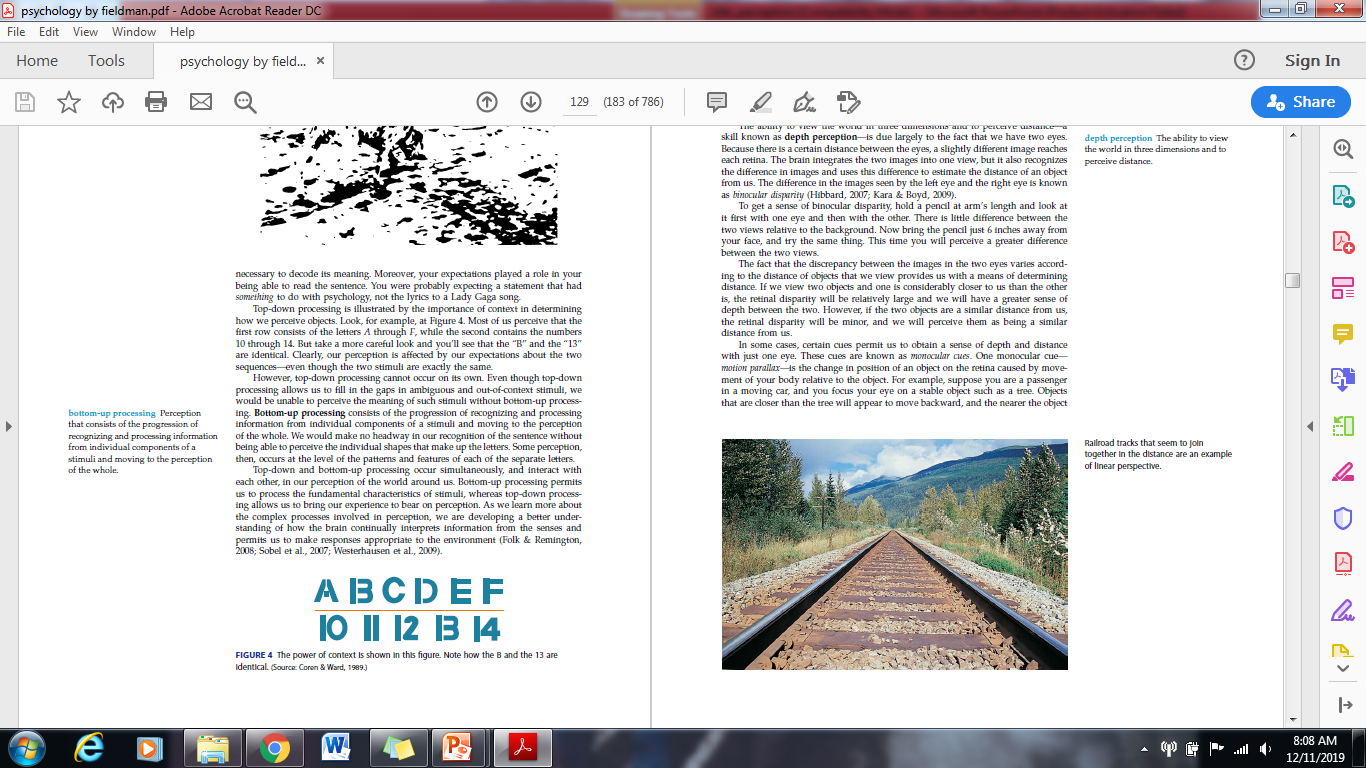 psychology by fieldman.pdf - Adobe Acrobat Reader DC
File Edit View Window Help
Home Tools psychology by field... ×
? Sign In
129 (183 of 786)
Share
necessary to decode its meaning. Moreover, your expectations played a role in your
being able to read the sentence. You were probably expecting a statement that had
something to do with psychology, not the lyrics to a Lady Gaga song.
Top-down processing is illustrated by the importance of context in determining
how we perceive objects. Look, for example, at Figure 4. Most of us perceive that the
first row consists of the letters A through F, while the second contains the numbers
10 through 14. But take a more careful look and you'll see that the “B” and the “13”
are identical. Clearly, our perception is affected by our expectations about the two
sequences—even though the two stimuli are exactly the same.
However, top-down processing cannot occur on its own. Even though top-down
processing allows us to fill in the gaps in ambiguous and out-of-context stimuli, we
would be unable to perceive the meaning of such stimuli without bottom-up process-
ing. Bottom-up processing consists of the progression of recognizing and processing
information from individual components of a stimuli and moving to the perception
of the whole. We would make no headway in our recognition of the sentence without
being able to perceive the individual shapes that make up the letters. Some perception,
then, occurs at the level of the patterns and features of each of the separate letters.
Top-down and bottom-up processing occur simultaneously, and interact with
each other, in our perception of the world around us. Bottom-up processing permits
us to process the fundamental characteristics of stimuli, whereas top-down process-
ing allows us to bring our experience to bear on perception. As we learn more about
the complex processes involved in perception, we are developing a better under-
standing of how the brain continually interprets information from the senses and
permits us to make responses appropriate to the environment (Folk & Remington,
2008; Sobel et al., 2007; Westerhausen et al., 2009).
bottom-up processing Perception
that consists of the progression of
recognizing and processing information
from individual components of a
stimuli and moving to the perception
of the whole.
A B C D E F
10 11 12 13 14
FIGURE 4 The power of context is shown in this figure. Note how the B and the 13 are
identical. (Source: Coren & Ward, 1989.)
The ability to view the world in three dimensions and to perceive distance—a
skill known as depth perception—is due largely to the fact that we have two eyes.
Because there is a certain distance between the eyes, a slightly different image reaches
each retina. The brain integrates the two images into one view, but it also recognizes
the difference in images and uses this difference to estimate the distance of an object
from us. The difference in the images seen by the left eye and the right eye is known
as binocular disparity (Hibbard, 2007; Kara & Boyd, 2009).
To get a sense of binocular disparity, hold a pencil at arm's length and look at
it first with one eye and then with the other. There is little difference between the
two views relative to the background. Now bring the pencil just 6 inches away from
your face, and try the same thing. This time you will perceive a greater difference
between the two views.
The fact that the discrepancy between the images in the two eyes varies accord-
ing to the distance of objects that we view provides us with a means of determining
distance. If we view two objects and one is considerably closer to us than the other
is, the retinal disparity will be relatively large and we will have a greater sense of
depth between the two. However, if the two objects are a similar distance from us,
the retinal disparity will be minor, and we will perceive them as being a similar
distance from us.
In some cases, certain cues permit us to obtain a sense of depth and distance
with just one eye. These cues are known as monocular cues. One monocular cue—
motion parallax—is the change in position of an object on the retina caused by move-
ment of your body relative to the object. For example, suppose you are a passenger
in a moving car, and you focus your eye on a stable object such as a tree. Objects
that are closer than the tree will appear to move backward, and the nearer the object
depth perception The ability to view
the world in three dimensions and to
perceive distance.
Railroad tracks that seem to join
together in the distance are an example
of linear perspective.
8:08 AM
12/11/2019